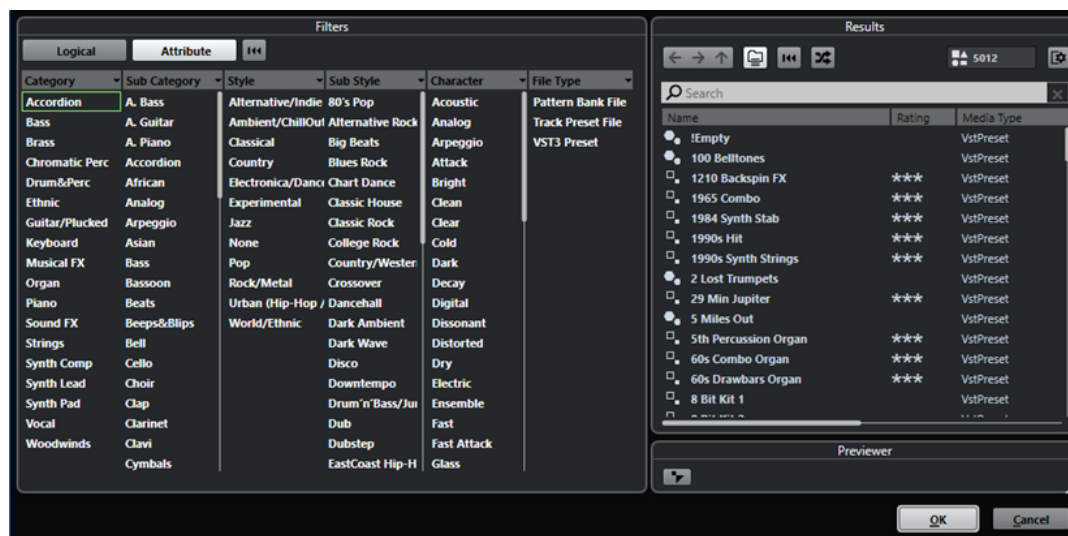 Filters
Logical Attribute
Category Sub Category Style Sub Style Character File Type
Accordion A. Bass Alternative/Indie 80's Pop Acoustic Pattern Bank File
Bass A. Guitar Ambient/ChillOut Alternative Rock Analog Track Preset File
Brass A. Piano Classical Big Beats Arpeggio VST3 Preset
Chromatic Perc Accordion Country Blues Rock Attack
Drum&Perc African Electronica/Danc Chart Dance Bright
Ethnic Analog Experimental Classic House Clean
Guitar/Plucked Arpeggio Jazz Classic Rock Clear
Keyboard Asian None College Rock Cold
Musical FX Bass Pop Country/Wester Dark
Organ Bassoon Rock/Metal Crossover Decay
Piano Beats Urban (Hip-Hop / Dancehall Digital
Sound FX Beeps&Blips World/Ethnic Dark Ambient Dissonant
Strings Bell Dark Wave Distorted
Synth Comp Cello Disco Dry
Synth Lead Choir Downtempo Electric
Synth Pad Clap Drum´n´Bass/Ju Ensemble
Vocal Clarinet Dub Fast
Woodwinds Clavi Dubstep Fast Attack
Cymbals EastCoast Hip-H Glass
Results
5012
Search
Name Rating Media Type
!Empty VstPreset
100 Belltones VstPreset
1210 Backspin FX *** VstPreset
1965 Combo *** VstPreset
1984 Synth Stab *** VstPreset
1990s Hit *** VstPreset
1990s Synth Strings *** VstPreset
2 Lost Trumpets VstPreset
29 Min Jupiter *** VstPreset
5 Miles Out VstPreset
5th Percussion Organ *** VstPreset
60s Combo Organ *** VstPreset
60s Drawbars Organ *** VstPreset
8 Bit Kit 1 VstPreset
Previewer
OK Cancel